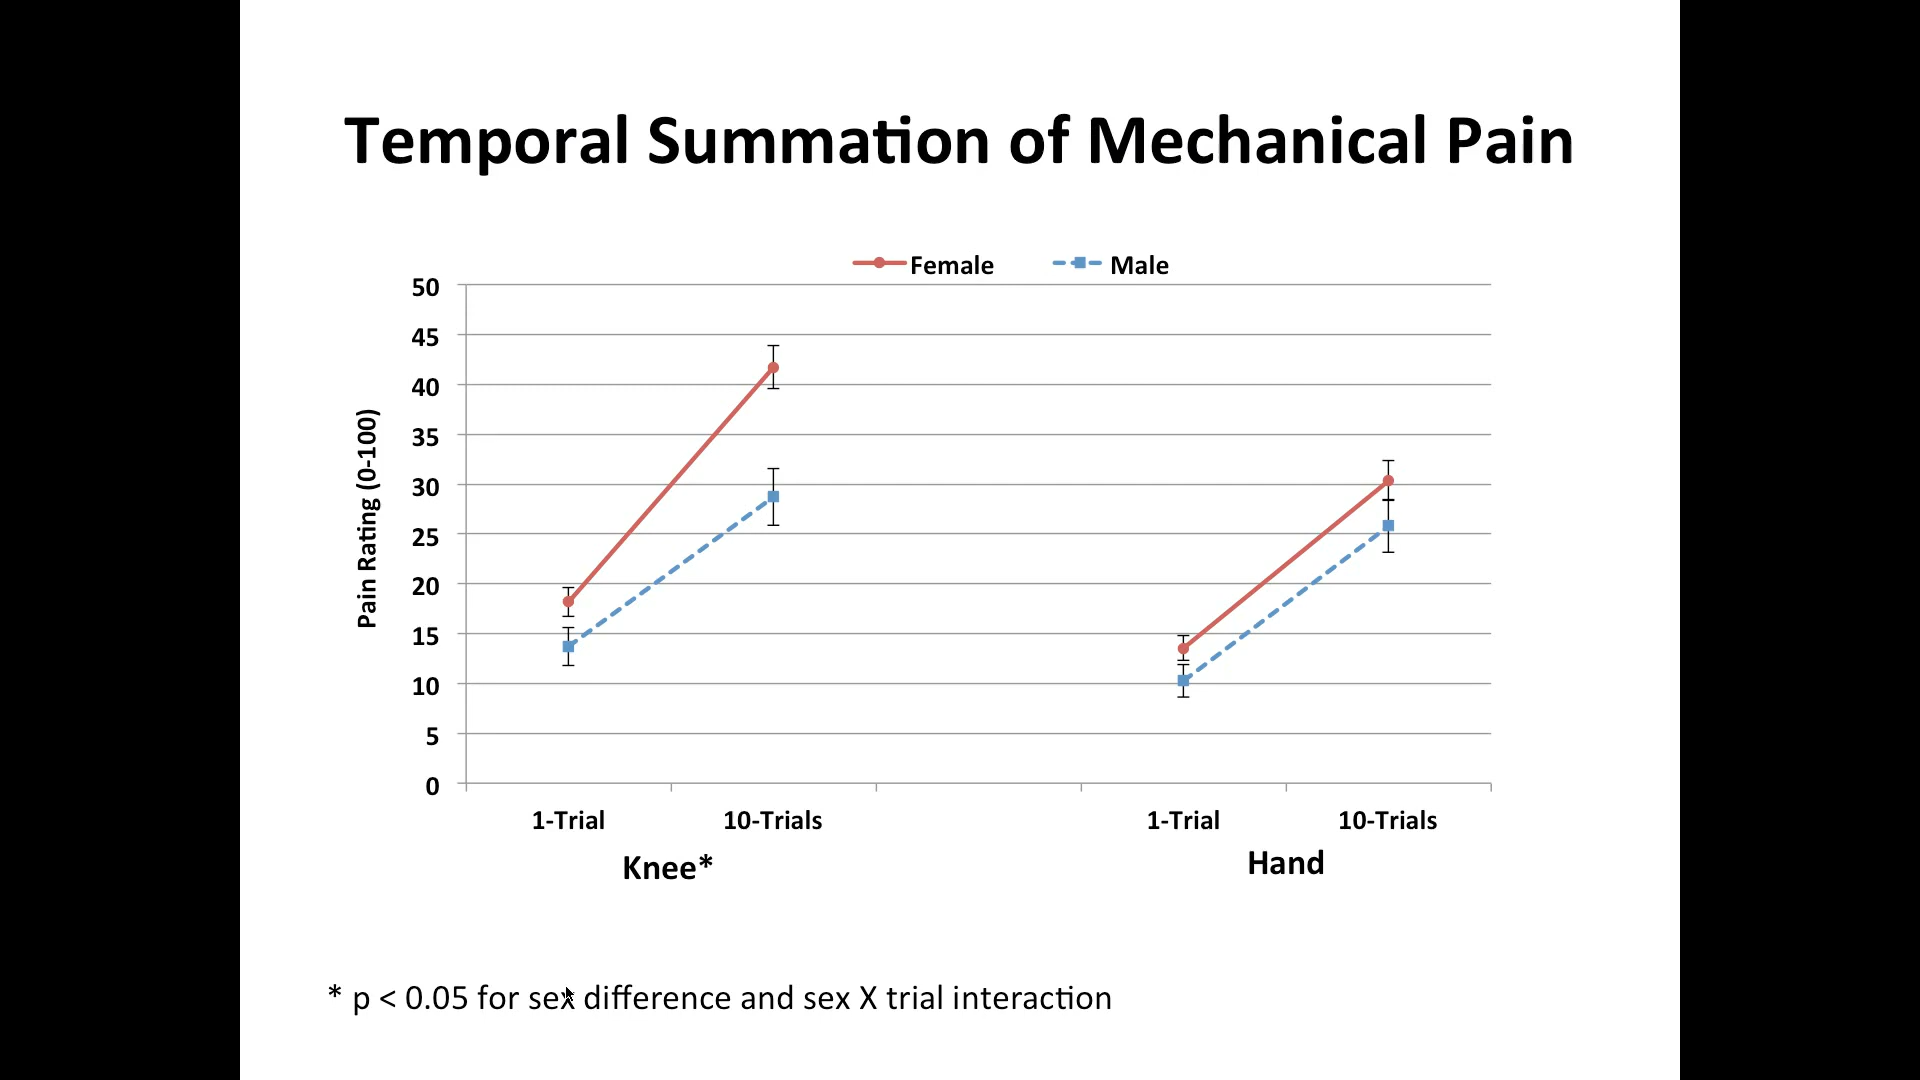 Temporal Summation of Mechanical Pain
Female Male
50
45
40
35
30
25
20
15
10
5
0
Pain Rating (0-100)
1-Trial 10-Trials 1-Trial 10-Trials
Knee* Hand
* p < 0.05 for sex difference and sex X trial interaction